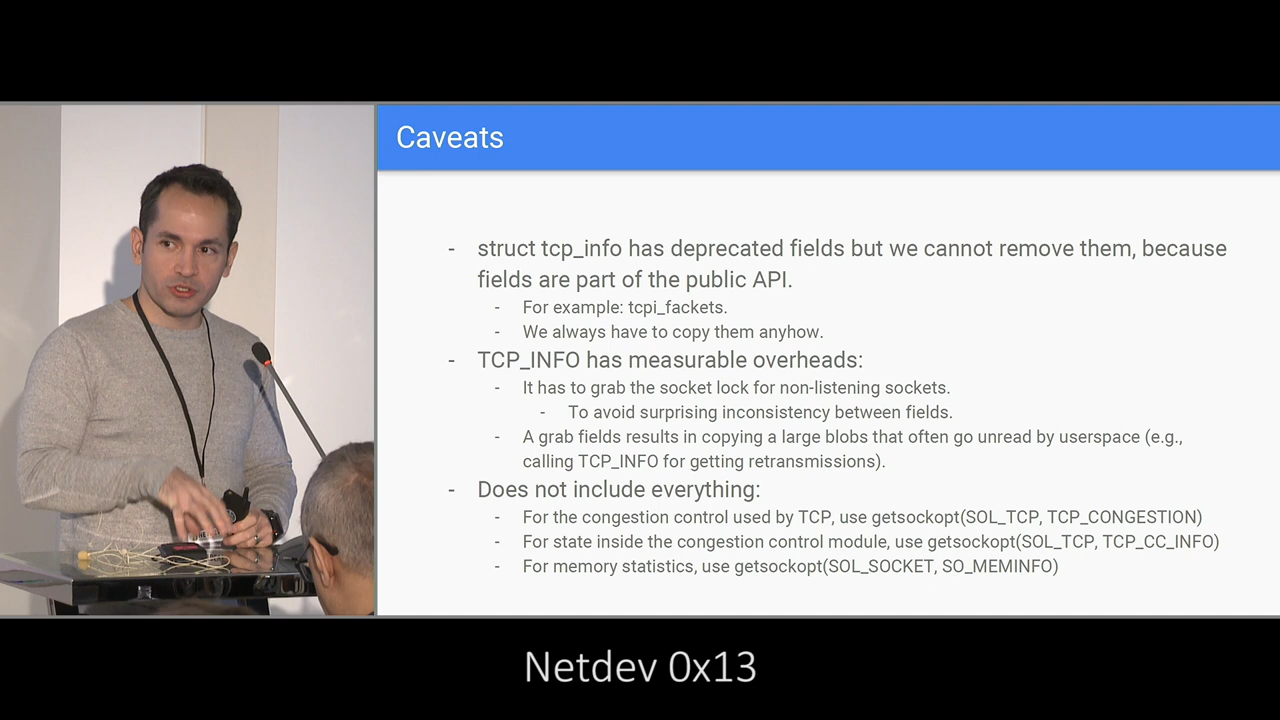 Caveats
- struct tcp_info has deprecated fields but we cannot remove them, because
fields are part of the public API.
- For example: tcpi_fackets.
- We always have to copy them anyhow.
- TCP_INFO has measurable overheads:
- It has to grab the socket lock for non-listening sockets.
- To avoid surprising inconsistency between fields.
- A grab fields results in copying a large blobs that often go unread by userspace (e.g.,
calling TCP_INFO for getting retransmissions).
- Does not include everything:
- For the congestion control used by TCP, use getsockopt(SOL_TCP, TCP_CONGESTION)
- For state inside the congestion control module, use getsockopt(SOL_TCP, TCP_CC_INFO)
- For memory statistics, use getsockopt(SOL_SOCKET, SO_MEMINFO)
Netdev 0x13